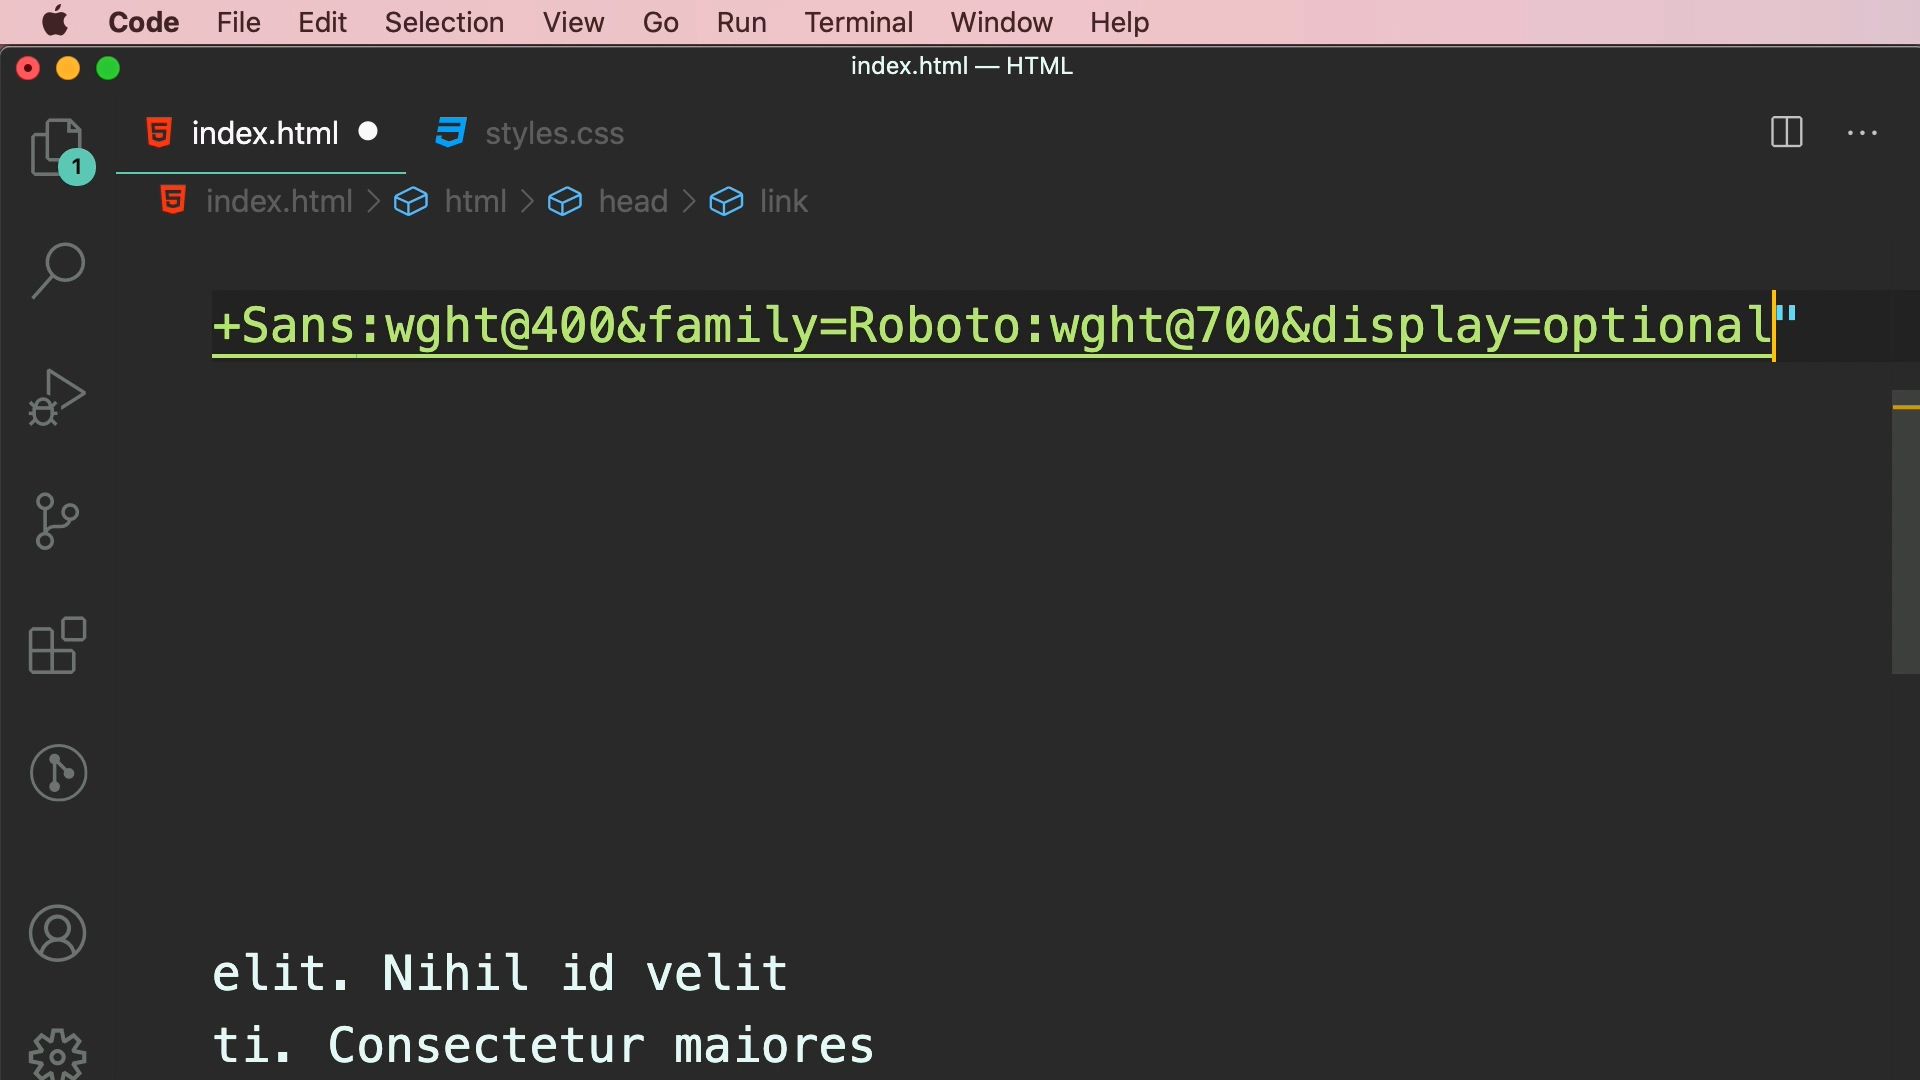 Code File Edit Selection View Go Run Terminal Window Help
index.html — HTML
index.html styles.css
1
index.html > html > head > link
+Sans:wght@400&family=Roboto:wght@700&display=optional"
elit. Nihil id velit
ti. Consectetur maiores